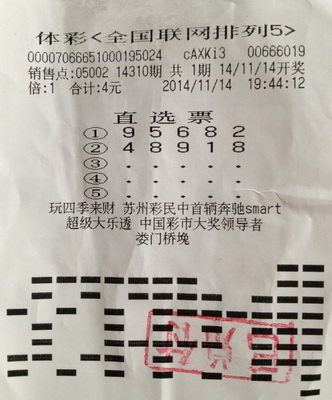 体彩<全国联网排列5>
00007066651000195024 cAXKi3 00666019
销售点:05002 14310期 共 1期 14/11/14开奖
倍:1 合计:4元 2014/11/14 19:44:12
直选票
① 9 5 6 8 2
② 4 8 9 1 8
③ . . . . .
④ . . . . .
⑤ . . . . .
玩四季来财 苏州彩民中首辆奔驰smart
超级大乐透 中国彩市大奖领导者
娄门桥堍